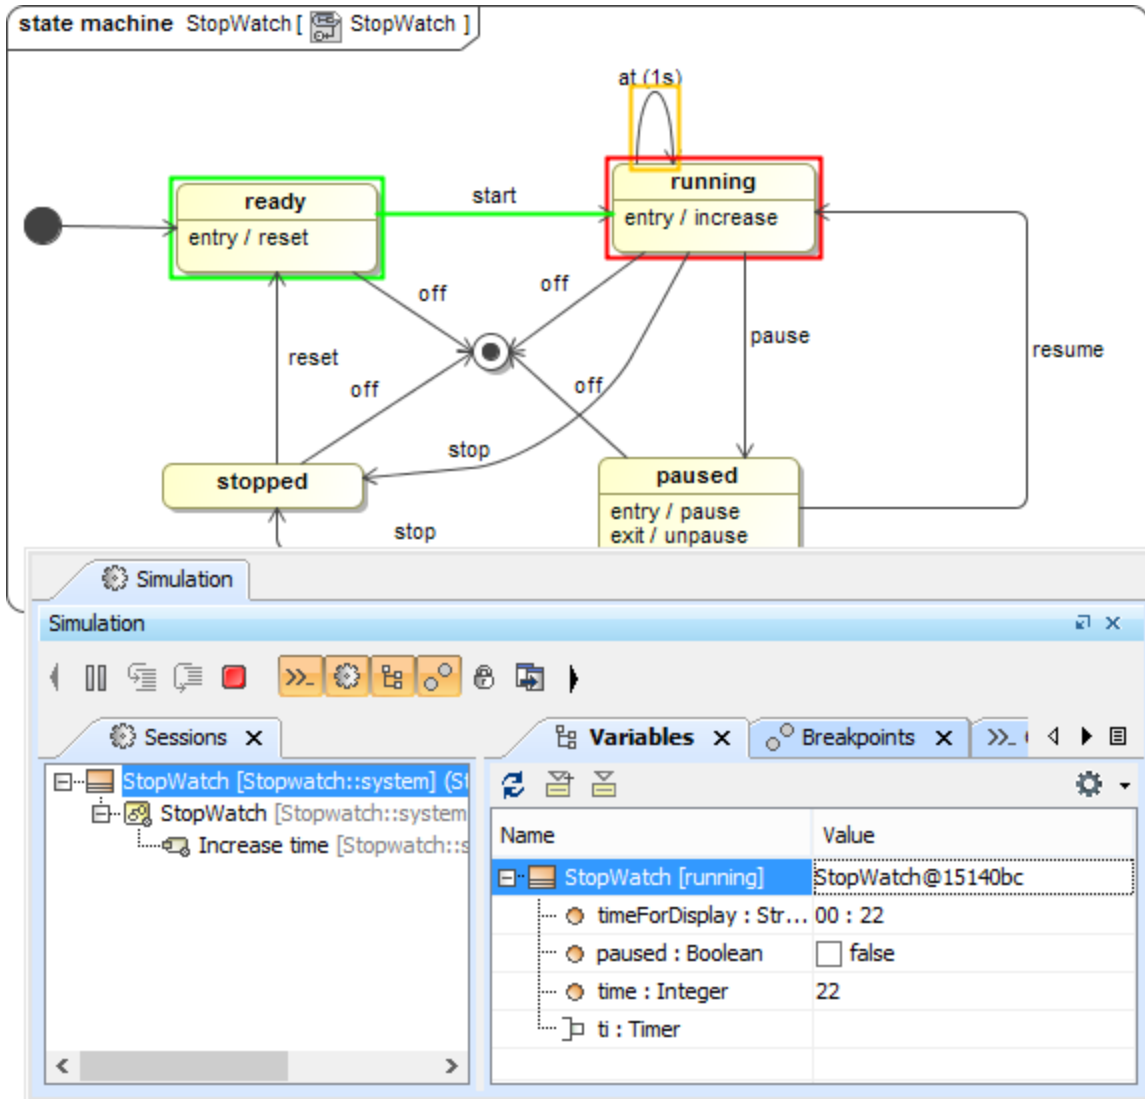 state machine StopWatch [ StopWatch ]
at (1s)
ready
entry / reset
start
running
entry / increase
off
off
pause
resume
reset
off
off
stop
stopped
paused
entry / pause
exit / unpause
stop
Simulation
Simulation
Sessions
Variables
Breakpoints
StopWatch [Stopwatch::system] (St
StopWatch [Stopwatch::system
Increase time [Stopwatch::s
Name Value
StopWatch [running] StopWatch@15140bc
timeForDisplay : Str... 00 : 22
paused : Boolean false
time : Integer 22
ti : Timer